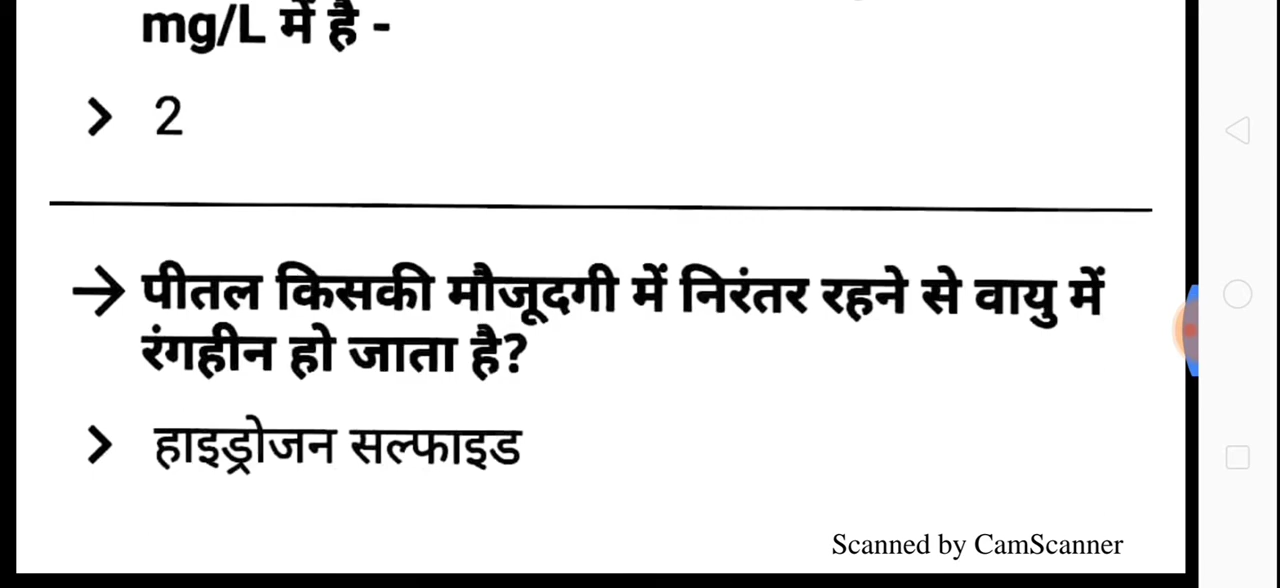 mg/L में है -
> 2
→ पीतल किसकी मौजूदगी में निरंतर रहने से वायु में
रंगहीन हो जाता है?
> हाइड्रोजन सल्फाइड
Scanned by CamScanner